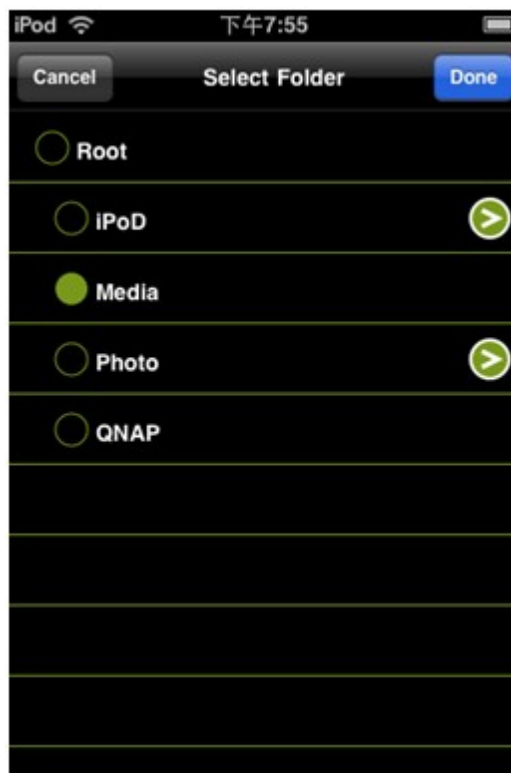 iPod 下午7:55
Cancel Select Folder Done
Root
iPoD
Media
Photo
QNAP